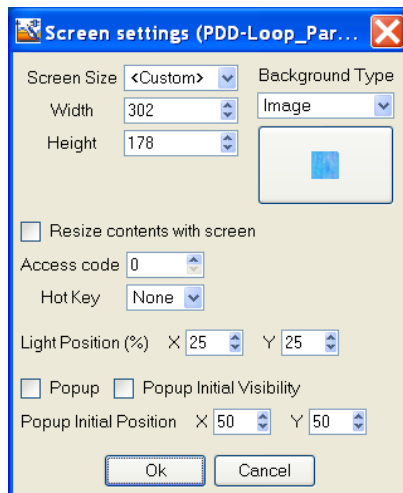 Screen settings (PDD-Loop_Par...
Screen Size <Custom> Background Type
Width 302 Image
Height 178
Resize contents with screen
Access code 0
Hot Key None
Light Position (%) X 25 Y 25
Popup Popup Initial Visibility
Popup Initial Position X 50 Y 50
Ok Cancel